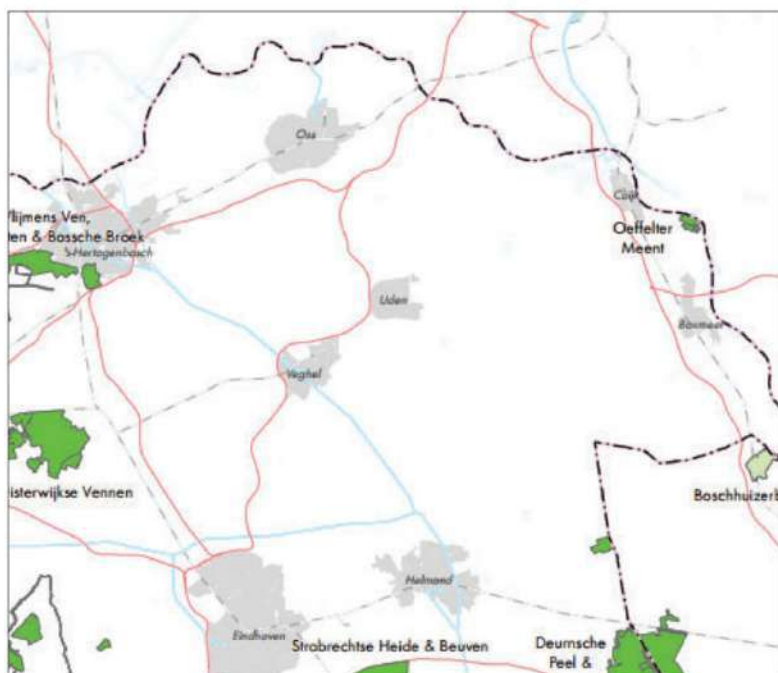 Oss
Cuijk
Vlijmens Ven,
ten & Bossche Broek
's-Hertogenbosch
Oeffelter
Meent
Uden
Boxmeer
Veghel
isterwijkse Vennen
Boschhuizerb
Helmond
Eindhoven
Strabrechtse Heide & Beuven
Deurnsche
Peel &